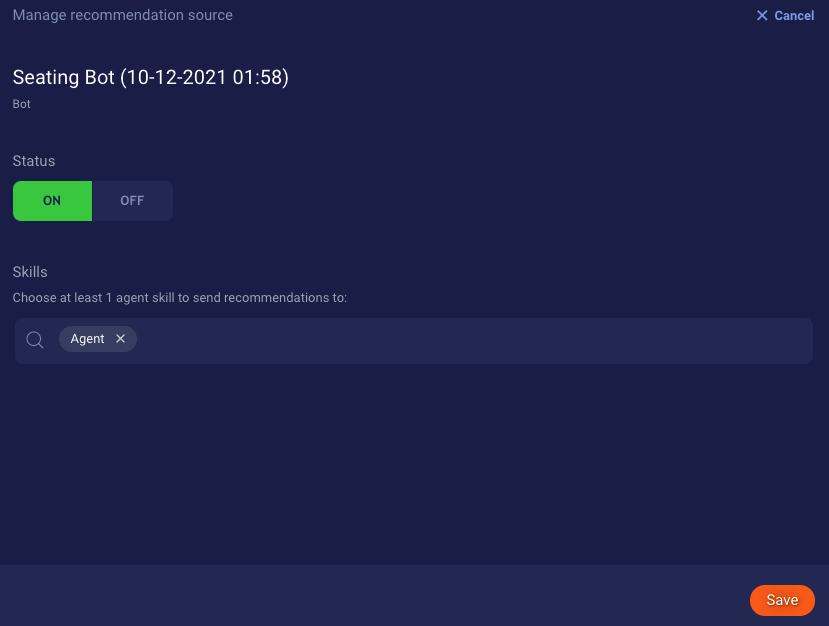 Manage recommendation source
Cancel
Seating Bot (10-12-2021 01:58)
Bot
Status
ON OFF
Skills
Choose at least 1 agent skill to send recommendations to:
Agent
Save